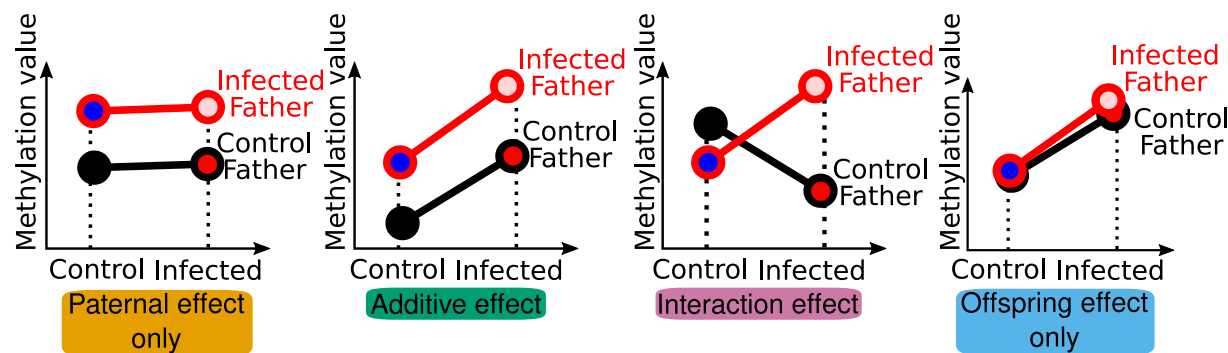 Methylation value
Infected
Father
Control
Father
Control Infected
Paternal effect
only
Methylation value
Infected
Father
Control
Father
Control Infected
Additive effect
Methylation value
Infected
Father
Control
Father
Control Infected
Interaction effect
Methylation value
Infected
Father
Control
Father
Control Infected
Offspring effect
only